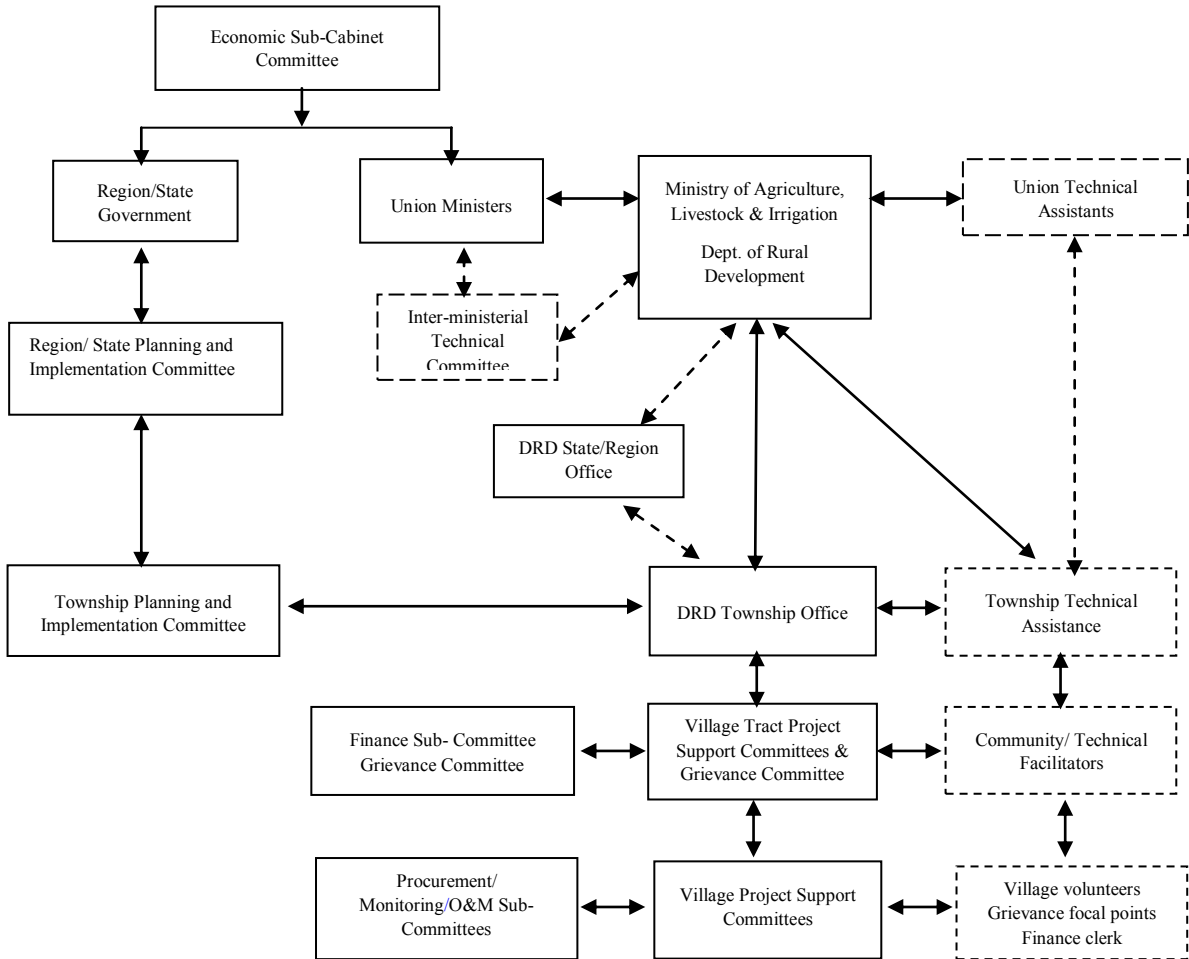 Economic Sub-Cabinet
Committee
Region/State
Government
Union Ministers
Ministry of Agriculture,
Livestock & Irrigation
Dept. of Rural
Development
Union Technical
Assistants
Inter-ministerial
Technical
Committee
Region/ State Planning and
Implementation Committee
DRD State/Region
Office
Township Planning and
Implementation Committee
DRD Township Office
Township Technical
Assistance
Finance Sub- Committee
Grievance Committee
Village Tract Project
Support Committees &
Grievance Committee
Community/ Technical
Facilitators
Procurement/
Monitoring/O&M Sub-
Committees
Village Project Support
Committees
Village volunteers
Grievance focal points
Finance clerk